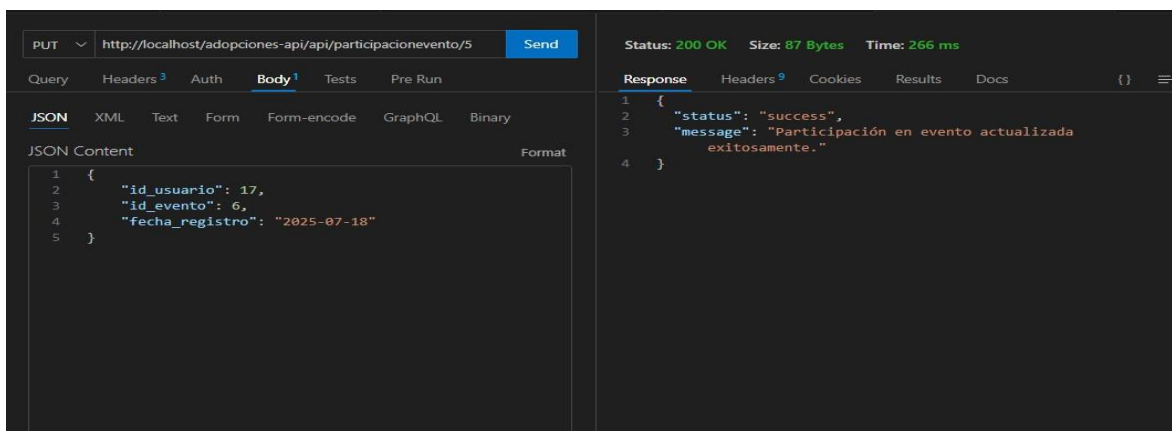 PUT http://localhost/adopciones-api/api/participacionevento/5 Send
Query Headers 3 Auth Body 1 Tests Pre Run
JSON XML Text Form Form-encode GraphQL Binary
JSON Content Format
1 {
2 "id_usuario": 17,
3 "id_evento": 6,
4 "fecha_registro": "2025-07-18"
5 }
Status: 200 OK Size: 87 Bytes Time: 266 ms
Response Headers 9 Cookies Results Docs {}
1 {
2 "status": "success",
3 "message": "Participación en evento actualizada
exitosamente."
4 }